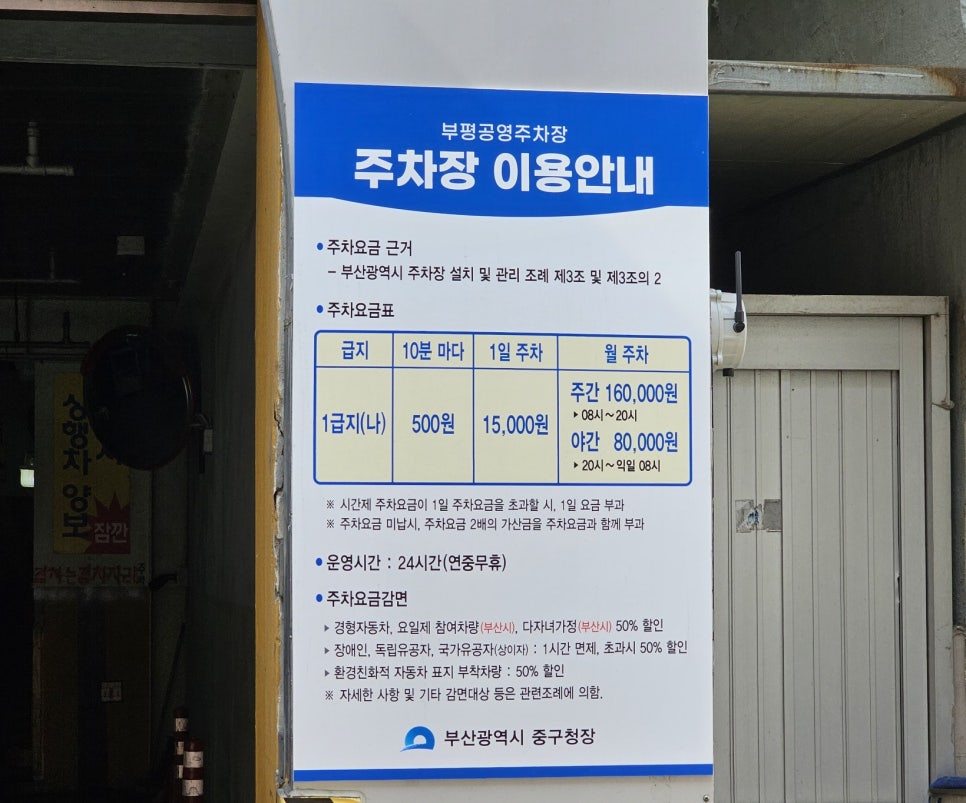 부평공영주차장
주차장 이용안내
• 주차요금 근거
– 부산광역시 주차장 설치 및 관리 조례 제3조 및 제3조의 2
• 주차요금표
급지 10분 마다 1일 주차 월 주차
1급지(나) 500원 15,000원
주간 160,000원
▸ 08시~20시
야간 80,000원
▸ 20시~익일 08시
※ 시간제 주차요금이 1일 주차요금을 초과할 시, 1일 요금 부과
※ 주차요금 미납시, 주차요금 2배의 가산금을 주차요금과 함께 부과
• 운영시간 : 24시간(연중무휴)
• 주차요금감면
▸ 경형자동차, 요일제 참여차량(부산시), 다자녀가정(부산시) 50% 할인
▸ 장애인, 독립유공자, 국가유공자(상이자) : 1시간 면제, 초과시 50% 할인
▸ 환경친화적 자동차 표지 부착차량 : 50% 할인
※ 자세한 사항 및 기타 감면대상 등은 관련조례에 의함.
부산광역시 중구청장
상행차 양보
잠깐